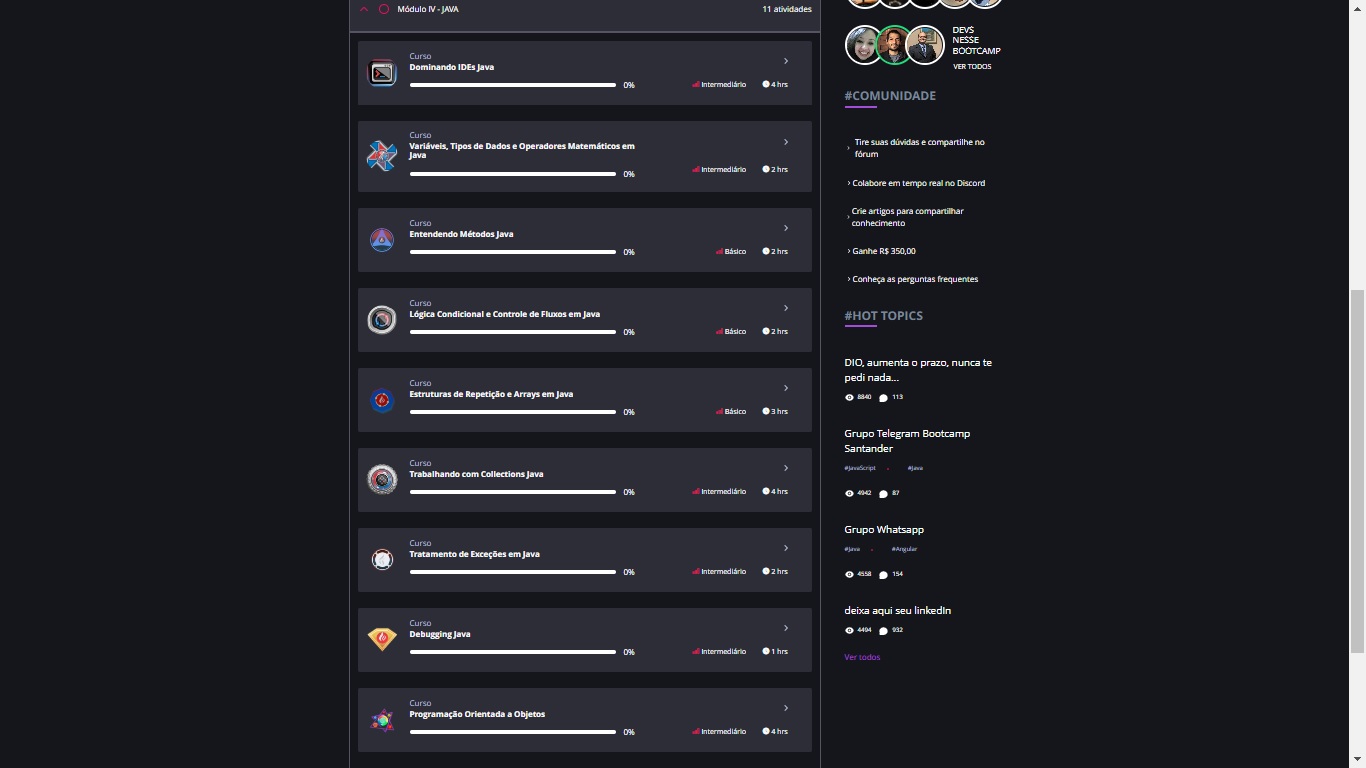 Módulo IV - JAVA
11 atividades
Curso
Dominando IDEs Java
0%
Intermediário
4 hrs
Curso
Variáveis, Tipos de Dados e Operadores Matemáticos em
Java
0%
Intermediário
2 hrs
Curso
Entendendo Métodos Java
0%
Básico
2 hrs
Curso
Lógica Condicional e Controle de Fluxos em Java
0%
Básico
2 hrs
Curso
Estruturas de Repetição e Arrays em Java
0%
Básico
3 hrs
Curso
Trabalhando com Collections Java
0%
Intermediário
4 hrs
Curso
Tratamento de Exceções em Java
0%
Intermediário
2 hrs
Curso
Debugging Java
0%
Intermediário
1 hrs
Curso
Programação Orientada a Objetos
0%
Intermediário
4 hrs
DEVS
NESSE
BOOTCAMP
VER TODOS
#COMUNIDADE
Tire suas dúvidas e compartilhe no
fórum
Colabore em tempo real no Discord
Crie artigos para compartilhar
conhecimento
Ganhe R$ 350,00
Conheça as perguntas frequentes
#HOT TOPICS
DIO, aumenta o prazo, nunca te
pedi nada...
8840 113
Grupo Telegram Bootcamp
Santander
#JavaScript #Java
4942 87
Grupo Whatsapp
#Java #Angular
4558 154
deixa aqui seu linkedIn
4494 932
Ver todos